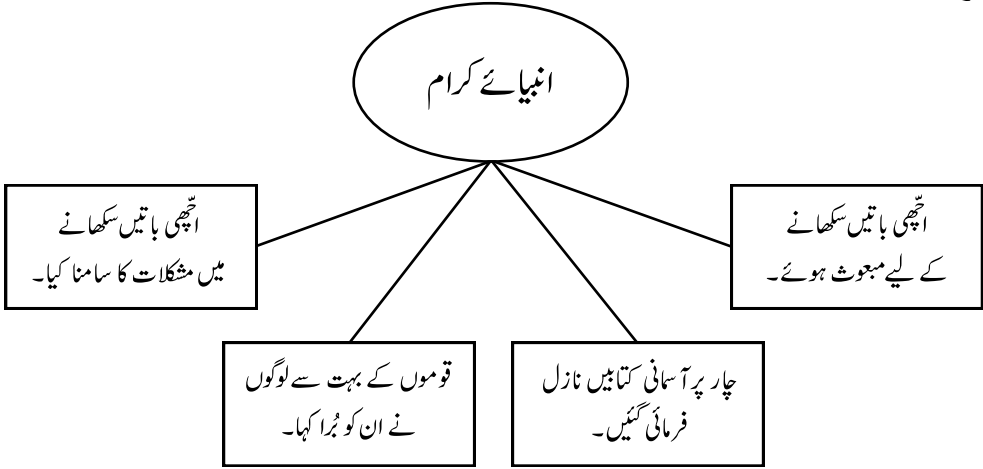 انبیائے کرام
اچّھی باتیں سکھانے
کے لیے مبعوث ہوئے۔
چار پر آسمانی کتابیں نازل
فرمائی گئیں۔
قوموں کے بہت سے لوگوں
نے ان کو بُرا کہا۔
اچّھی باتیں سکھانے
میں مشکلات کا سامنا کیا۔